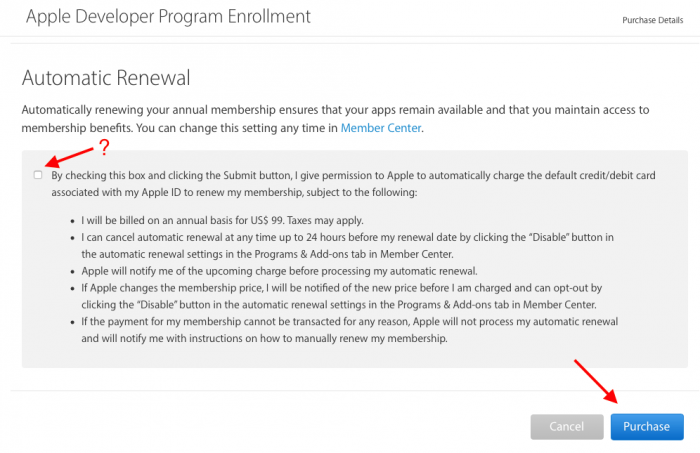 Apple Developer Program Enrollment
Purchase Details
Automatic Renewal
Automatically renewing your annual membership ensures that your apps remain available and that you maintain access to
membership benefits. You can change this setting any time in Member Center.
?
By checking this box and clicking the Submit button, I give permission to Apple to automatically charge the default credit/debit card
associated with my Apple ID to renew my membership, subject to the following:
• I will be billed on an annual basis for US$ 99. Taxes may apply.
• I can cancel automatic renewal at any time up to 24 hours before my renewal date by clicking the “Disable” button in
the automatic renewal settings in the Programs & Add-ons tab in Member Center.
• Apple will notify me of the upcoming charge before processing my automatic renewal.
• If Apple changes the membership price, I will be notified of the new price before I am charged and can opt-out by
clicking the “Disable” button in the automatic renewal settings in the Programs & Add-ons tab in Member Center.
• If the payment for my membership cannot be transacted for any reason, Apple will not process my automatic renewal
and will notify me with instructions on how to manually renew my membership.
Cancel
Purchase